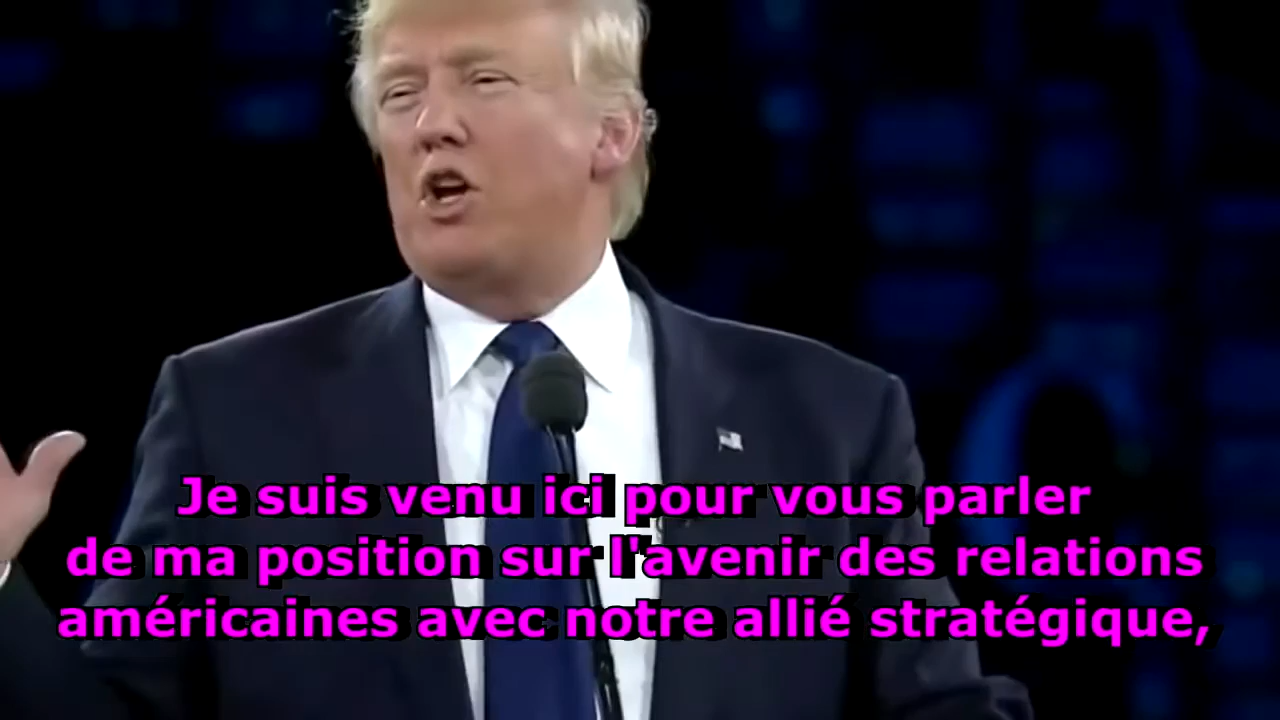 Je suis venu ici pour vous parler
de ma position sur l'avenir des relations
américaines avec notre allié stratégique,